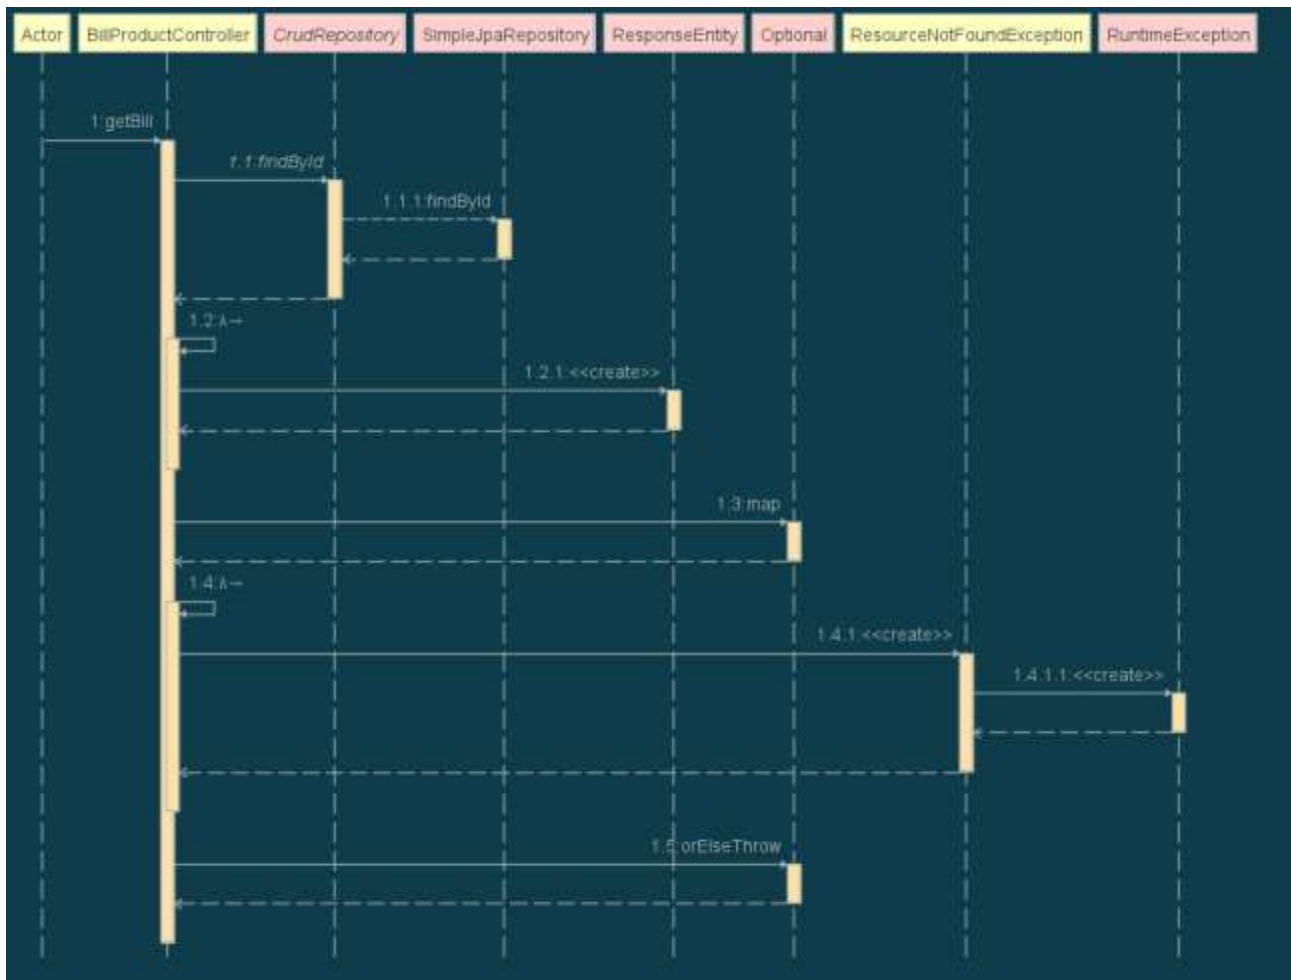 Actor BillProductController CrudRepository SimpleJpaRepository ResponseEntity Optional ResourceNotFoundException RuntimeException
1:getBill
1.1:findById
1.1.1:findById
1.2:λ→
1.2.1:<<create>>
1.3:map
1.4:λ→
1.4.1:<<create>>
1.4.1.1:<<create>>
1.5:orElseThrow